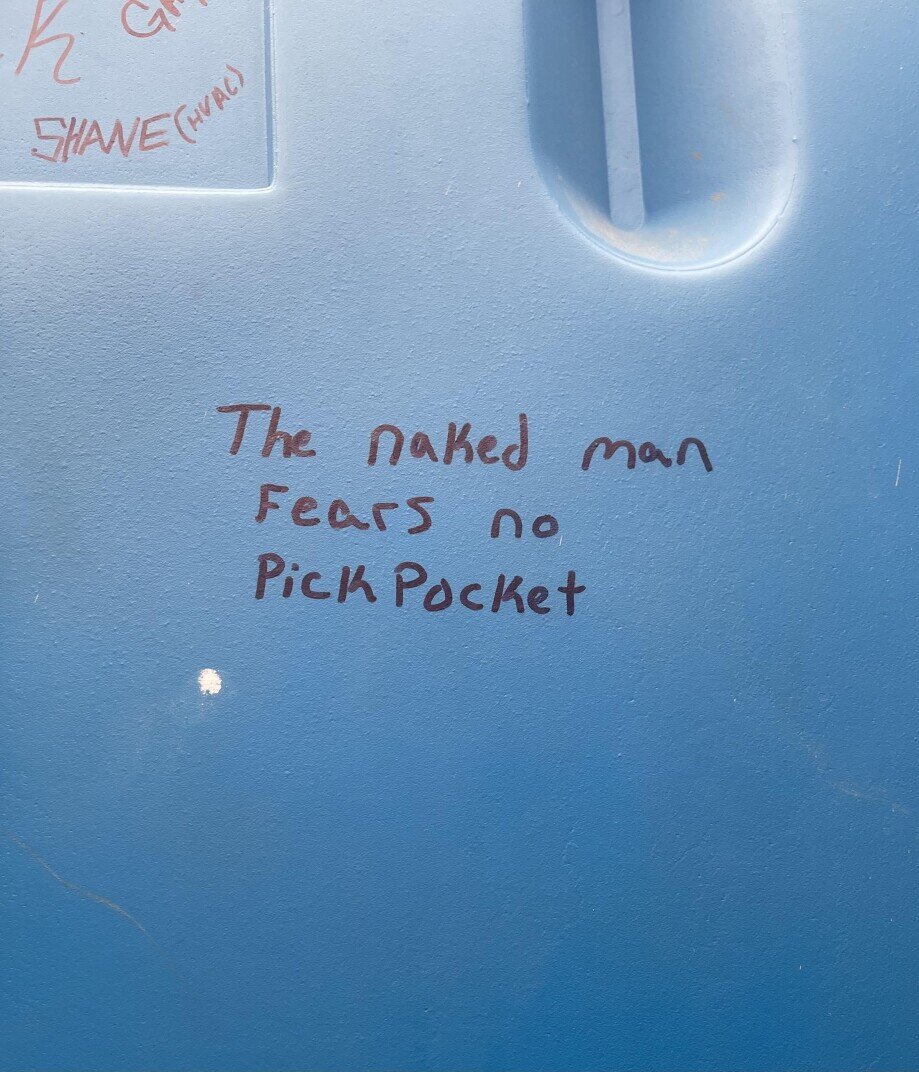 SHANE (HVAC)
The naked man
Fears no
PickPocket